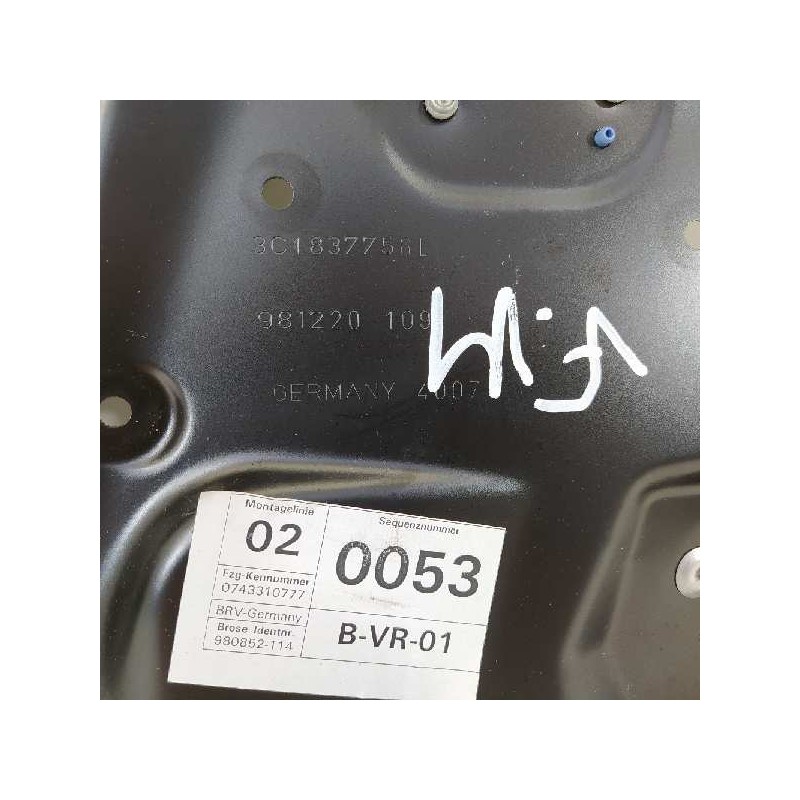 3C1837756L
981220 109
GERMANY 4007
Montagelinie
02
Sequenznummer
0053
Fzg-Kennummer
0743310777
BRV-Germany
Brose Identnr.
980852-114
B-VR-01